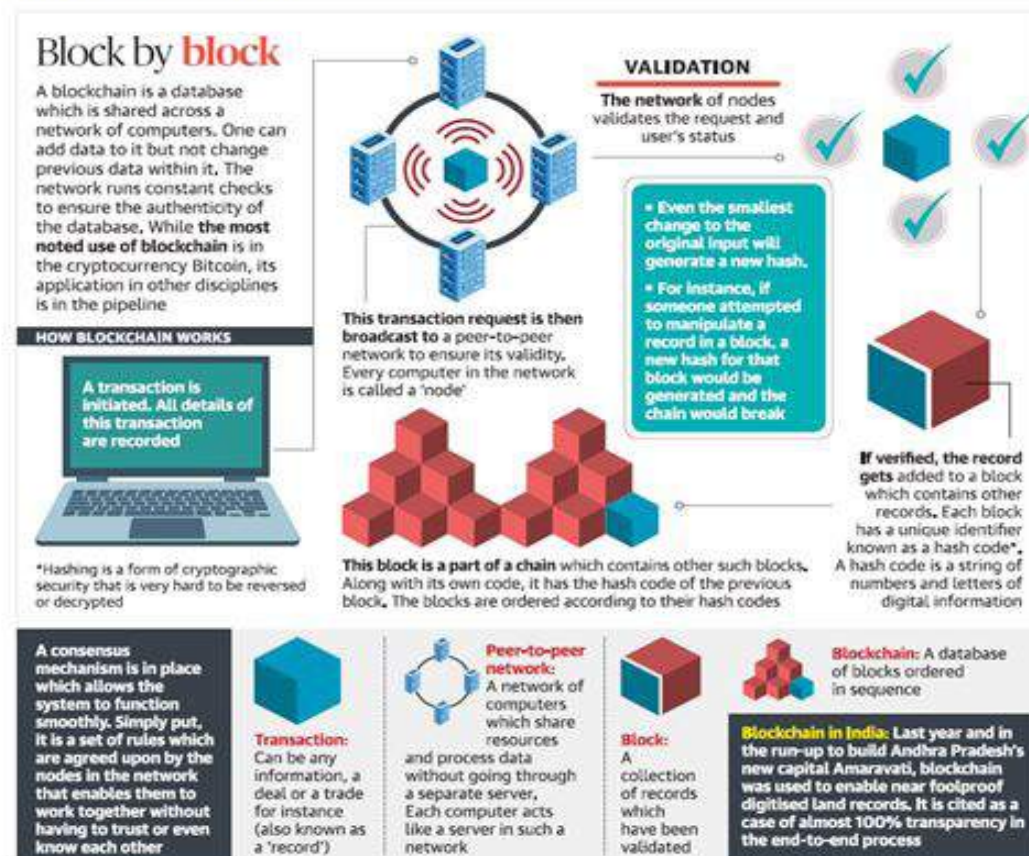 Block by block
A blockchain is a database
which is shared across a
network of computers. One can
add data to it but not change
previous data within it. The
network runs constant checks
to ensure the authenticity of
the database. While the most
noted use of blockchain is in
the cryptocurrency Bitcoin, its
application in other disciplines
is in the pipeline
HOW BLOCKCHAIN WORKS
A transaction is
initiated. All details of
this transaction
are recorded
*Hashing is a form of cryptographic
security that is very hard to be reversed
or decrypted
This transaction request is then
broadcast to a peer-to-peer
network to ensure its validity.
Every computer in the network
is called a 'node'
VALIDATION
The network of nodes
validates the request and
user's status
▪ Even the smallest
change to the
original input will
generate a new hash.
▪ For instance, if
someone attempted
to manipulate a
record in a block, a
new hash for that
block would be
generated and the
chain would break
If verified, the record
gets added to a block
which contains other
records. Each block
has a unique identifier
known as a hash code*.
A hash code is a string of
numbers and letters of
digital information
This block is a part of a chain which contains other such blocks.
Along with its own code, it has the hash code of the previous
block. The blocks are ordered according to their hash codes
A consensus
mechanism is in place
which allows the
system to function
smoothly. Simply put,
it is a set of rules which
are agreed upon by the
nodes in the network
that enables them to
work together without
having to trust or even
know each other
Transaction:
Can be any
information, a
deal or a trade
for instance
(also known as
a 'record')
Peer-to-peer
network:
A network of
computers
which share
resources
and process data
without going through
a separate server.
Each computer acts
like a server in such a
network
Block:
A
collection
of records
which
have been
validated
Blockchain: A database
of blocks ordered
in sequence
Blockchain in India: Last year and in
the run-up to build Andhra Pradesh's
new capital Amaravati, blockchain
was used to enable near foolproof
digitised land records. It is cited as a
case of almost 100% transparency in
the end-to-end process